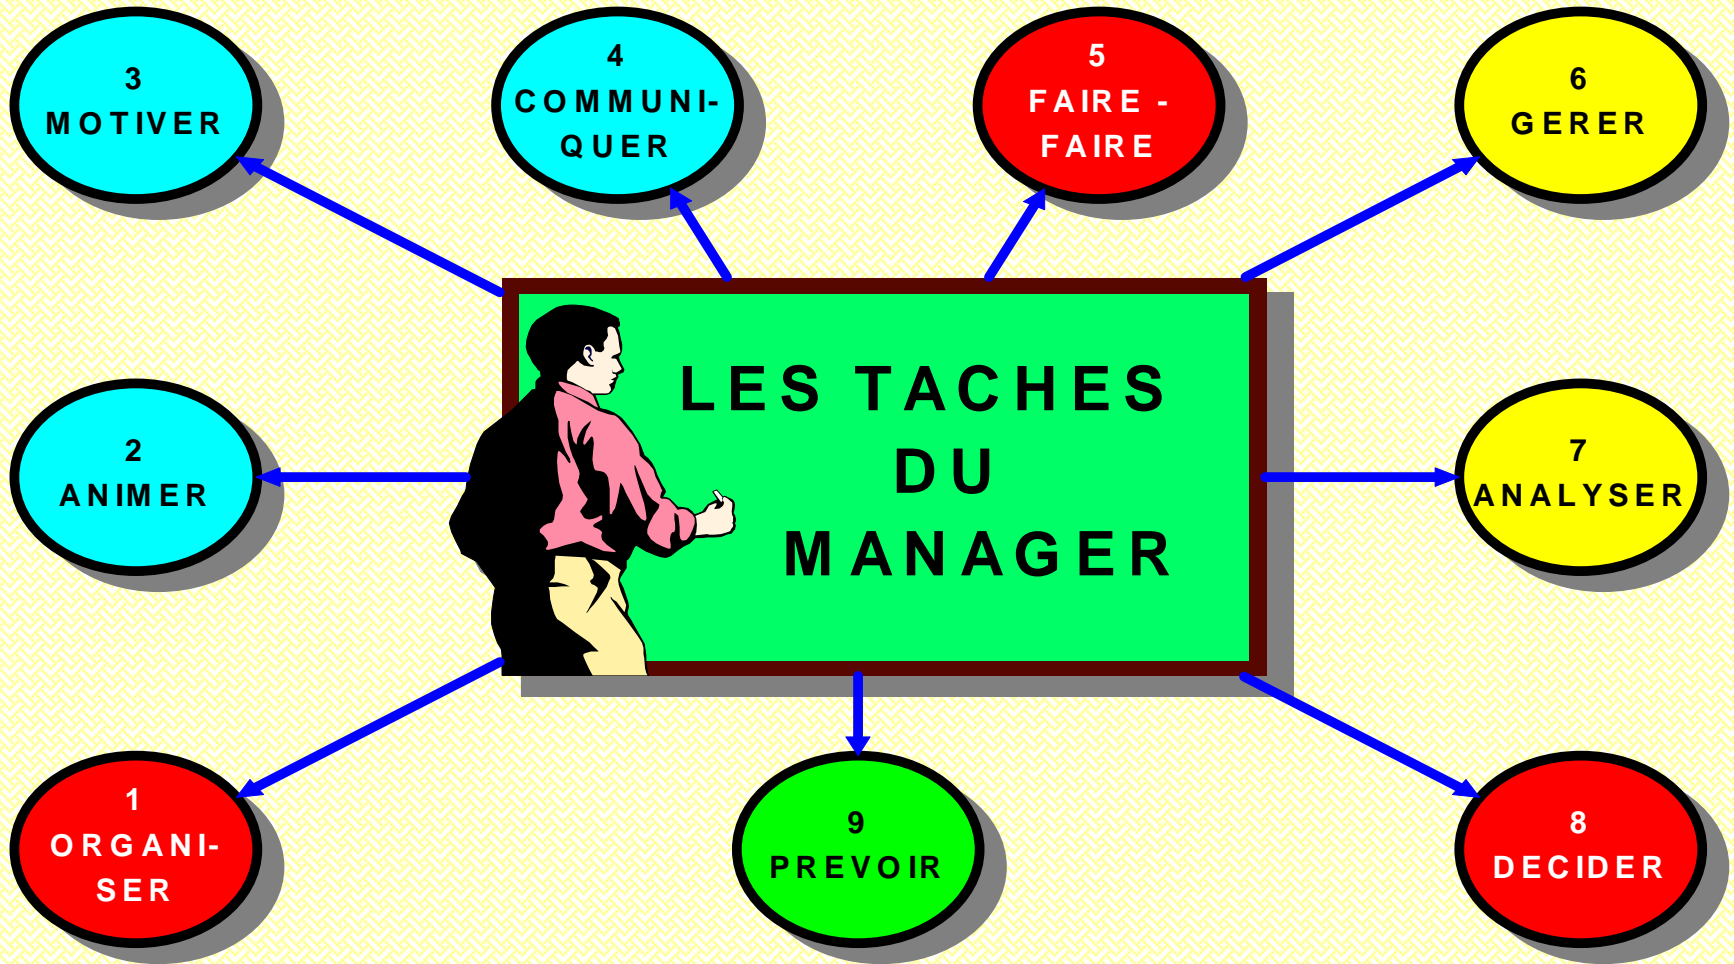 3
MOTIVER
4
COMMUNI-
QUER
5
FAIRE -
FAIRE
6
GERER
LES TACHES
DU
MANAGER
2
ANIMER
7
ANALYSER
1
ORGANI-
SER
9
PREVOIR
8
DECIDER